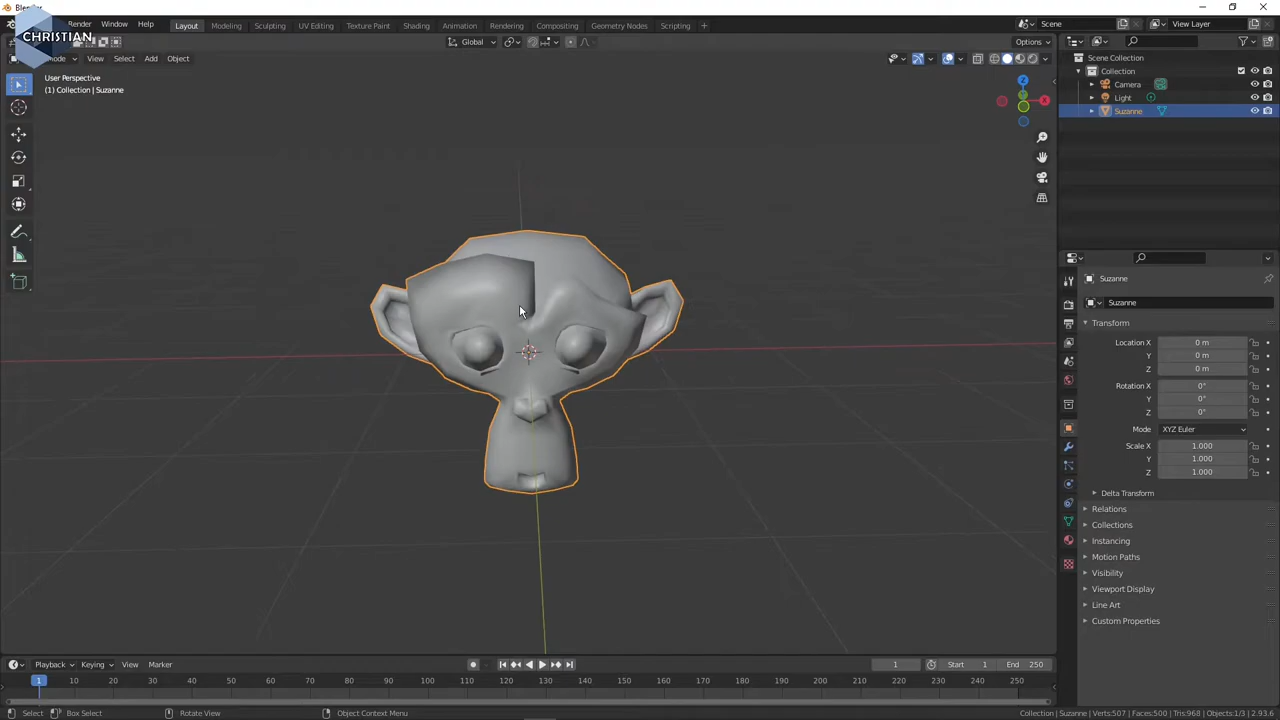 Blender
Render Window Help Layout Modeling Sculpting UV Editing Texture Paint Shading Animation Rendering Compositing Geometry Nodes Scripting + Scene View Layer
CHRISTIAN
Global Options
Mode View Select Add Object
User Perspective
(1) Collection | Suzanne
Z
X
Scene Collection
Collection
Camera
Light
Suzanne
Suzanne
Suzanne
Transform
Location X 0 m
Y 0 m
Z 0 m
Rotation X 0°
Y 0°
Z 0°
Mode XYZ Euler
Scale X 1.000
Y 1.000
Z 1.000
Delta Transform
Relations
Collections
Instancing
Motion Paths
Visibility
Viewport Display
Line Art
Custom Properties
Playback Keying View Marker 1 Start 1 End 250
1 10 20 30 40 50 60 70 80 90 100 110 120 130 140 150 160 170 180 190 200 210 220 230 240 250
Select Box Select Rotate View Object Context Menu Collection | Suzanne | Verts:507 | Faces:500 | Tris:968 | Objects:1/3 | 2.93.6